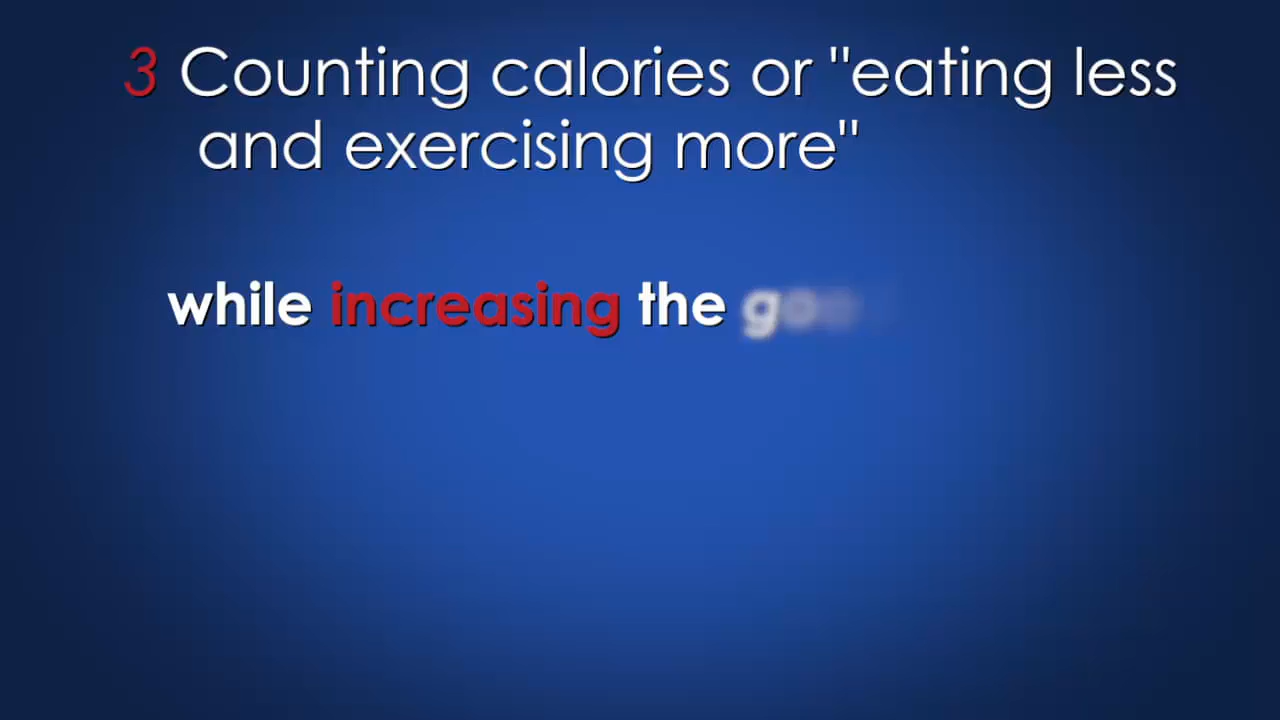 3 Counting calories or "eating less
and exercising more"
while increasing the